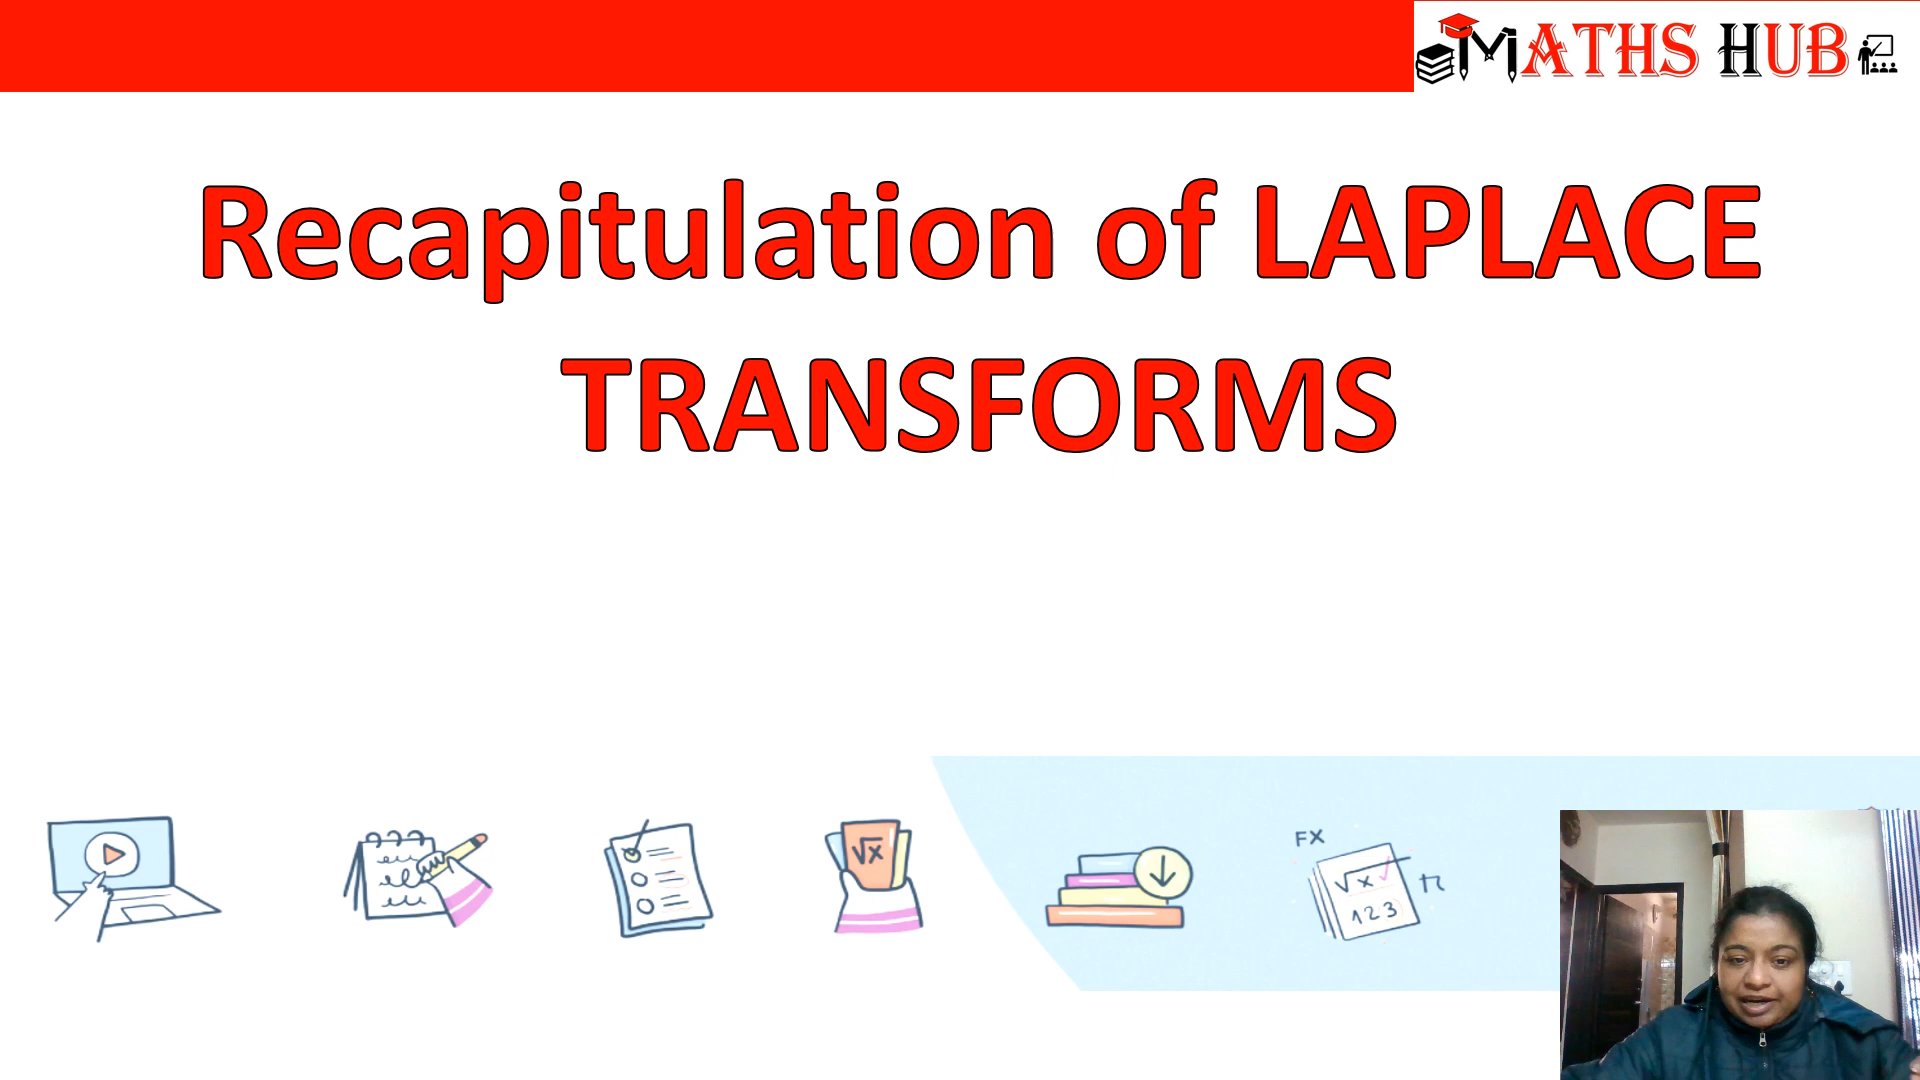 MATHS HUB
Recapitulation of LAPLACE
TRANSFORMS
√x
FX
√x
123